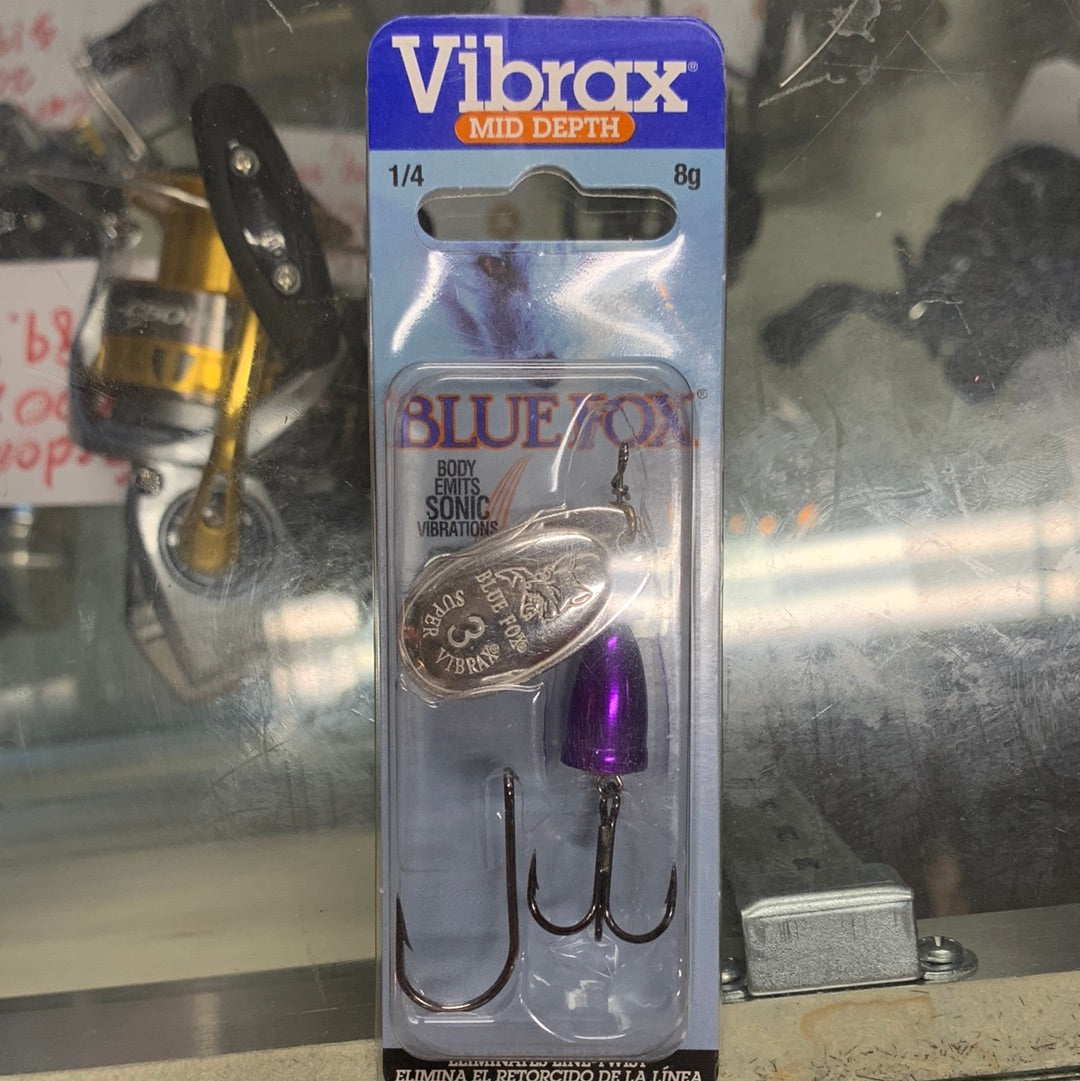 Vibrax®
MID DEPTH
1/4
8g
BLUE FOX®
BODY
EMITS
SONIC
VIBRATIONS
BLUE FOX®
3
SUPER VIBRAX®
ELIMINATES LINE TWIST
ELIMINA EL RETORCIDO DE LA LÍNEA